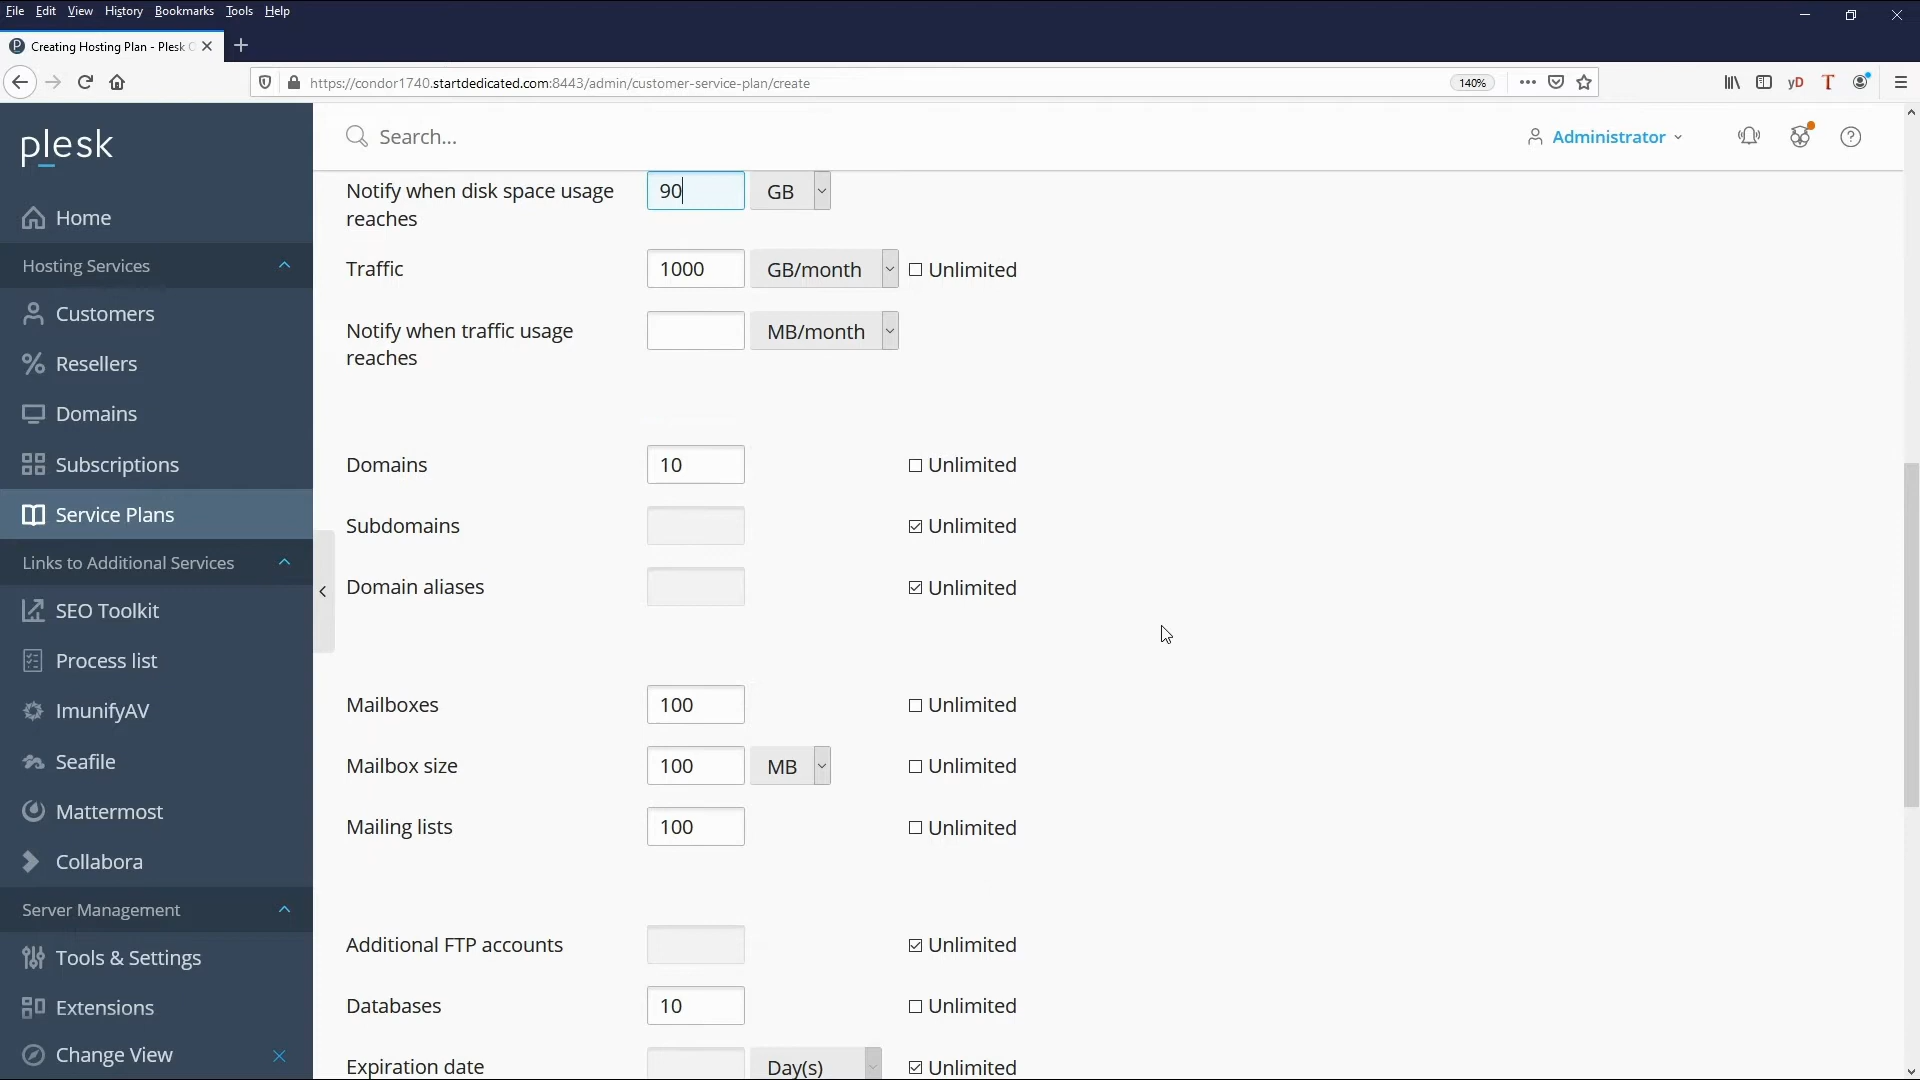 File Edit View History Bookmarks Tools Help
Creating Hosting Plan - Plesk
https://condor1740.startdedicated.com:8443/admin/customer-service-plan/create
140%
yD
T
plesk
Search...
Administrator
Home
Hosting Services
Customers
Resellers
Domains
Subscriptions
Service Plans
Links to Additional Services
SEO Toolkit
Process list
ImunifyAV
Seafile
Mattermost
Collabora
Server Management
Tools & Settings
Extensions
Change View
Notify when disk space usage
reaches
90 GB
Traffic 1000 GB/month Unlimited
Notify when traffic usage
reaches
MB/month
Domains 10 Unlimited
Subdomains Unlimited
Domain aliases Unlimited
Mailboxes 100 Unlimited
Mailbox size 100 MB Unlimited
Mailing lists 100 Unlimited
Additional FTP accounts Unlimited
Databases 10 Unlimited
Expiration date Day(s) Unlimited